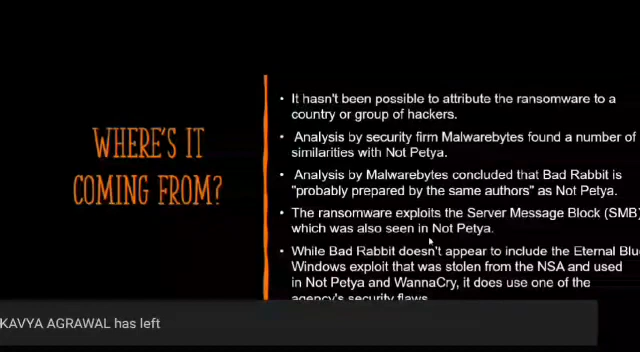 WHERE'S IT
COMING FROM?
• It hasn't been possible to attribute the ransomware to a
country or group of hackers.
• Analysis by security firm Malwarebytes found a number of
similarities with Not Petya.
• Analysis by Malwarebytes concluded that Bad Rabbit is
"probably prepared by the same authors" as Not Petya.
• The ransomware exploits the Server Message Block (SMB)
which was also seen in Not Petya.
• While Bad Rabbit doesn't appear to include the Eternal Blu
Windows exploit that was stolen from the NSA and used
in Not Petya and WannaCry, it does use one of the
agency's security flaws
KAVYA AGRAWAL has left